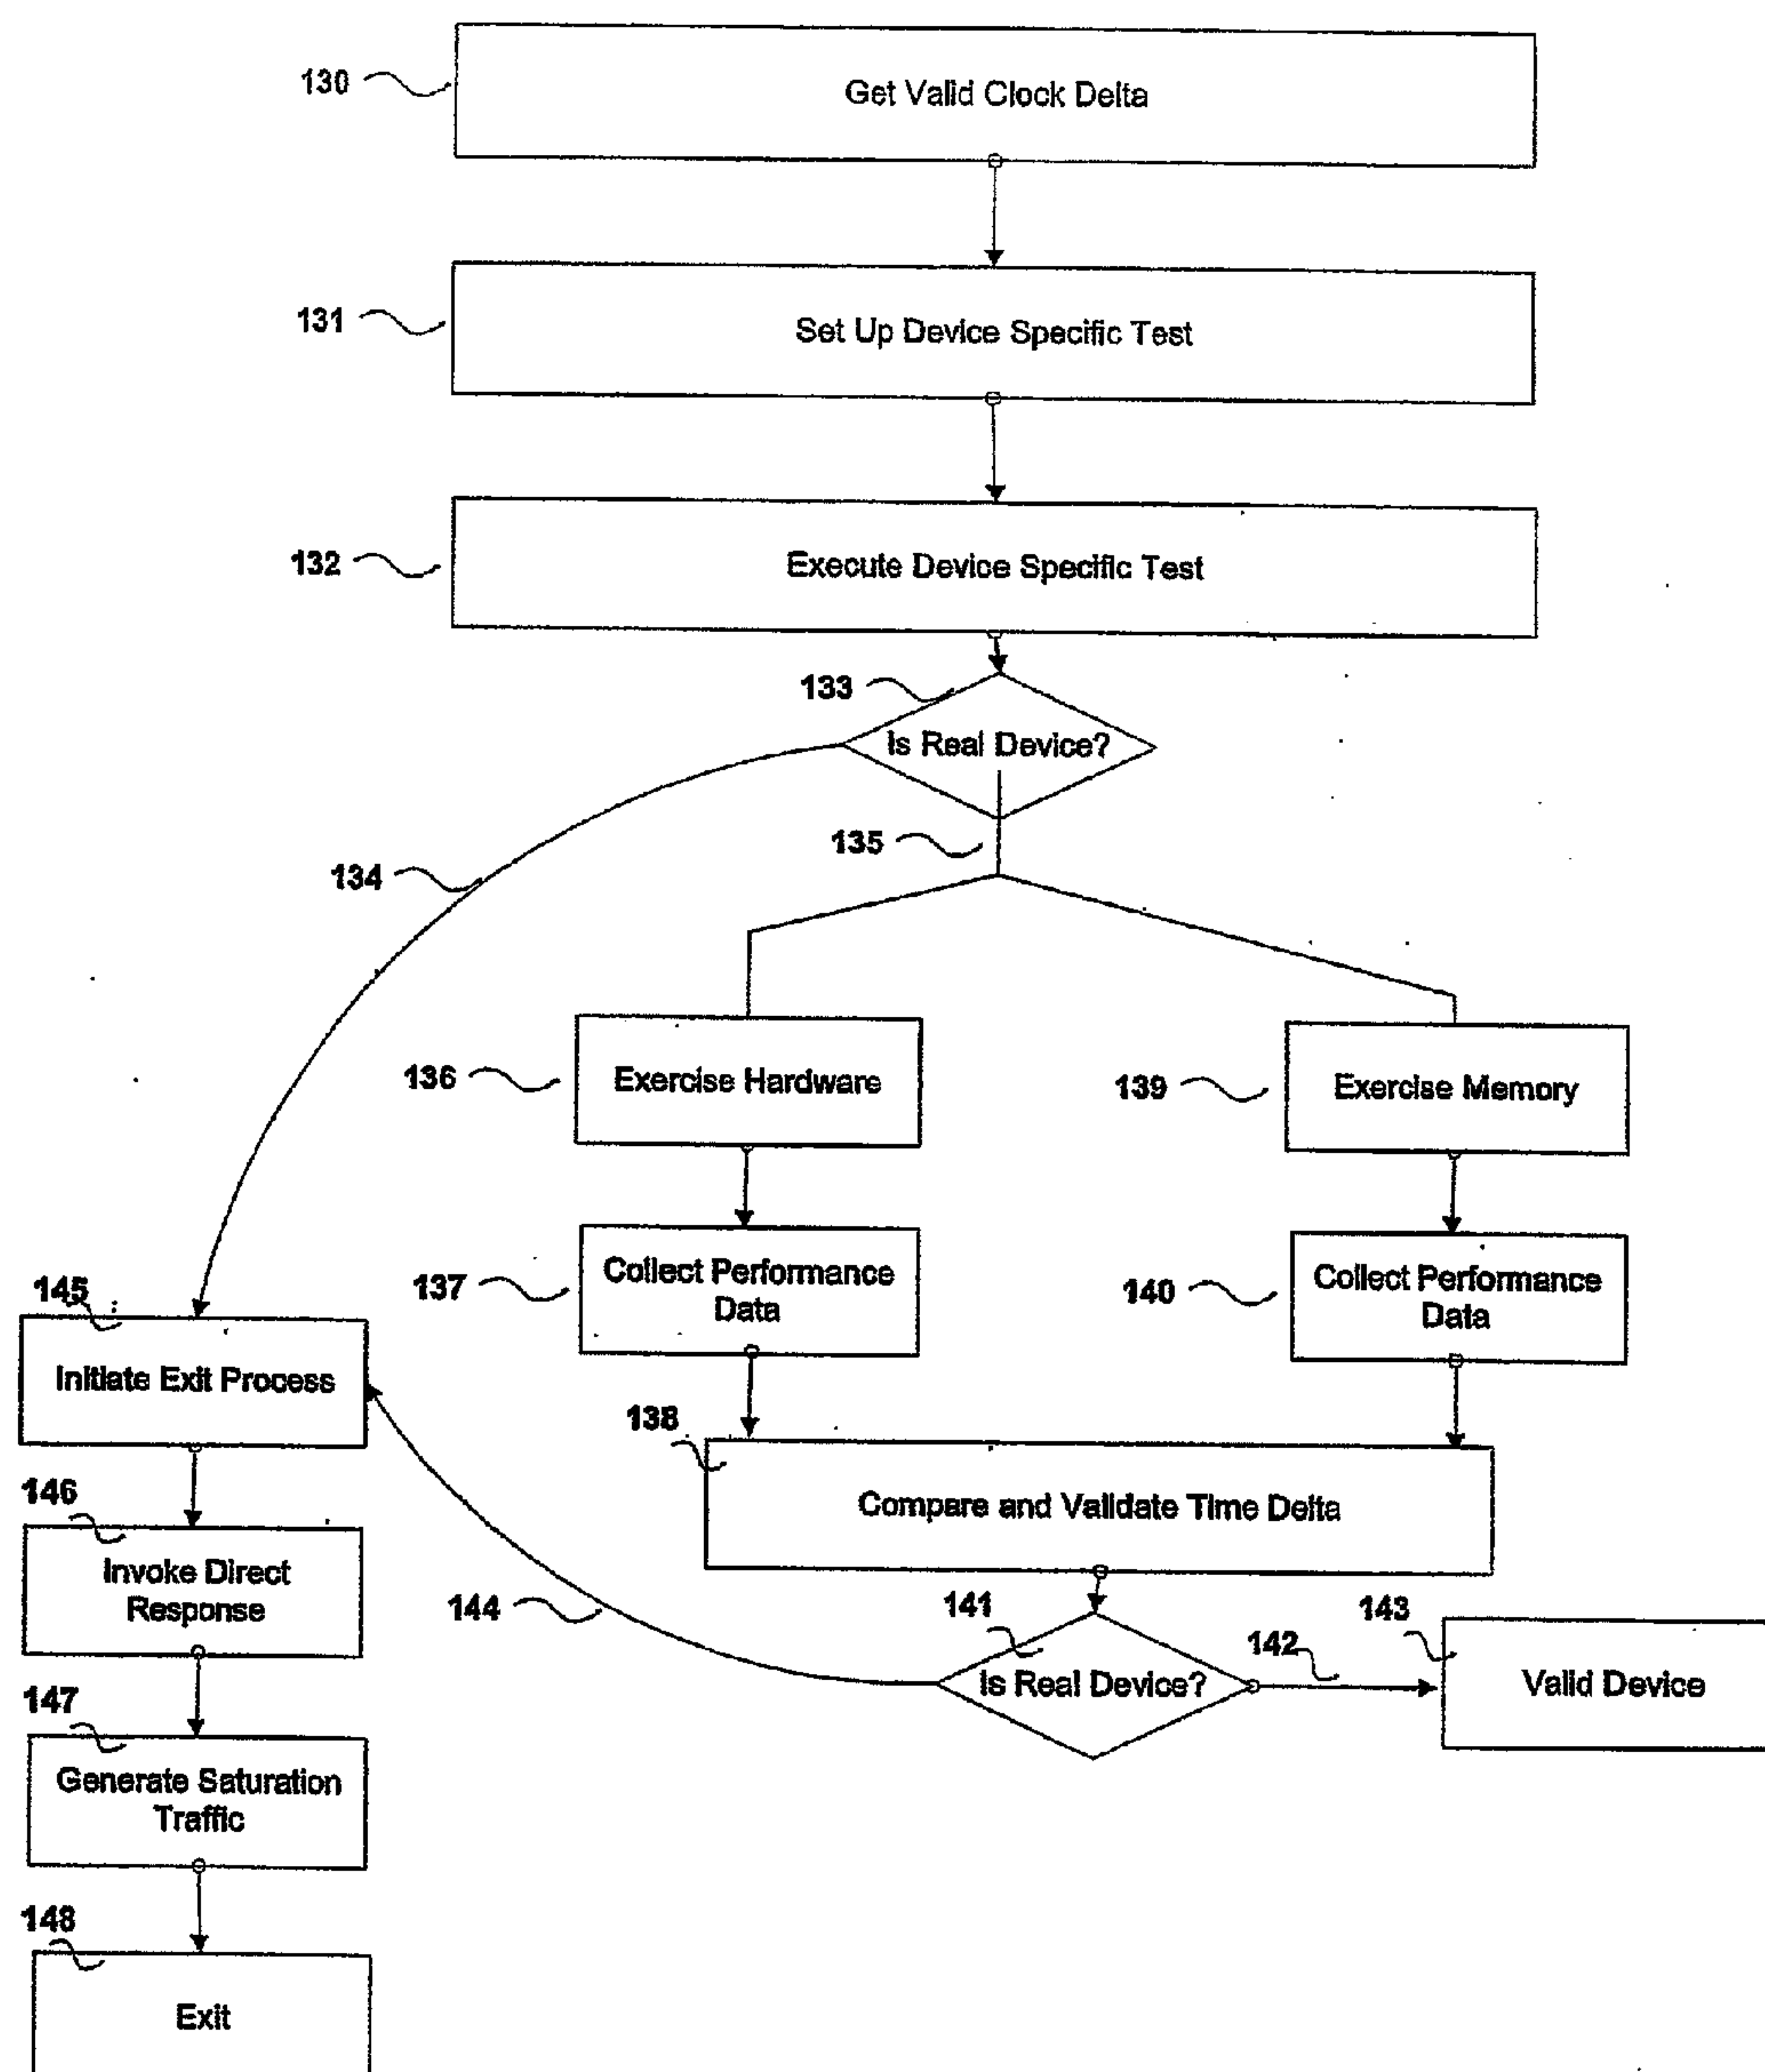 130
Get Valid Clock Delta
131
Set Up Device Specific Test
132
Execute Device Specific Test
133
Is Real Device?
135
134
136
Exercise Hardware
139
Exercise Memory
137
Collect Performance
Data
140
Collect Performance
Data
145
Initiate Exit Process
138
Compare and Validate Time Delta
146
Invoke Direct
Response
144
141
Is Real Device?
142
143
Valid Device
147
Generate Saturation
Traffic
148
Exit